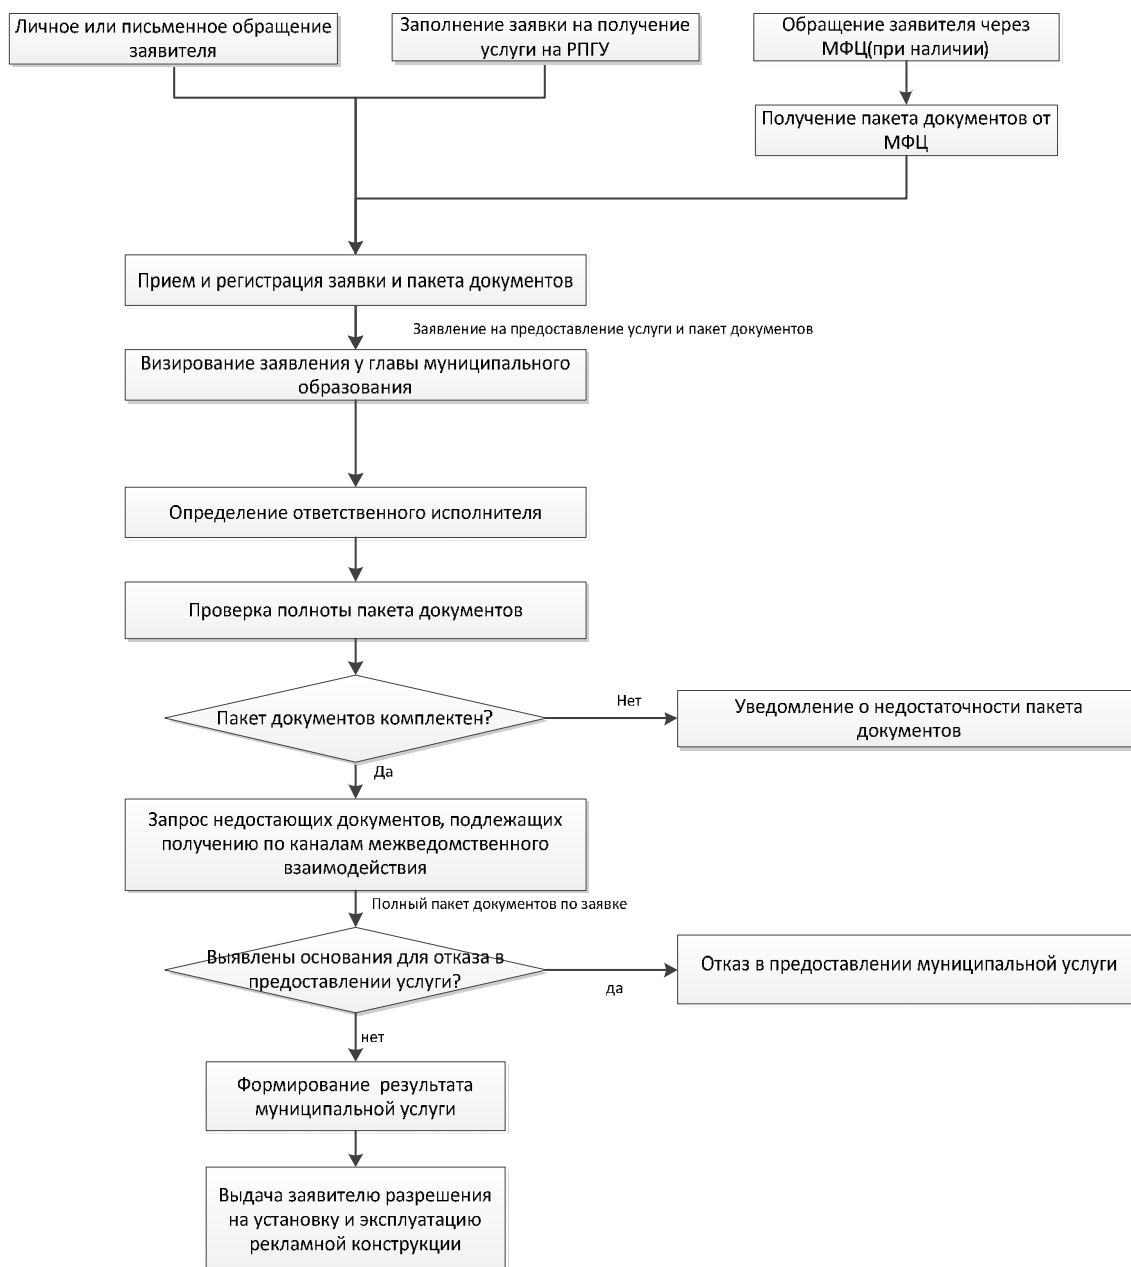 Личное или письменное обращение
заявителя
Заполнение заявки на получение
услуги на РПГУ
Обращение заявителя через
МФЦ(при наличии)
Получение пакета документов от
МФЦ
Прием и регистрация заявки и пакета документов
Заявление на предоставление услуги и пакет документов
Визирование заявления у главы муниципального
образования
Определение ответственного исполнителя
Проверка полноты пакета документов
Пакет документов комплектен?
Нет
Уведомление о недостаточности пакета
документов
Да
Запрос недостающих документов, подлежащих
получению по каналам межведомственного
взаимодействия
Полный пакет документов по заявке
Выявлены основания для отказа в
предоставлении услуги?
да
Отказ в предоставлении муниципальной услуги
нет
Формирование  результата
муниципальной услуги
Выдача заявителю разрешения
на установку и эксплуатацию
рекламной конструкции